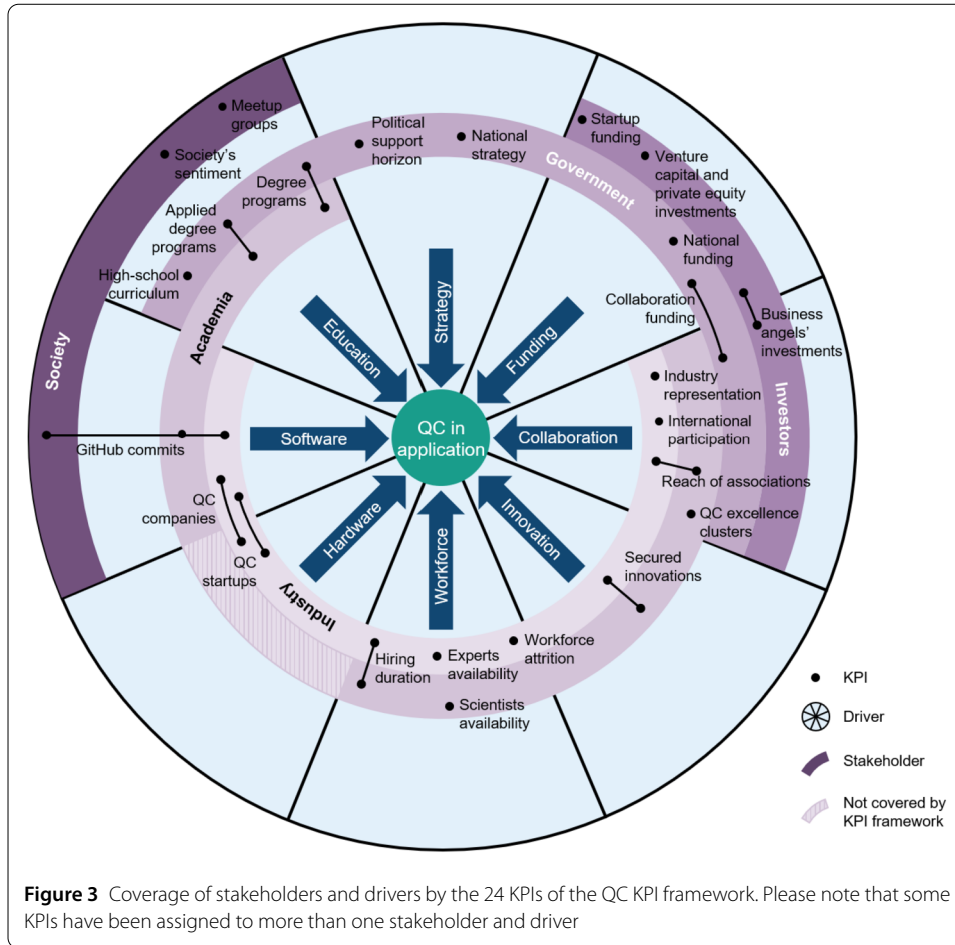 Meetup
groups
Society's
sentiment
Degree
programs
Applied
degree
programs
High-school
curriculum
Political
support
horizon
National
strategy
Startup
funding
Venture
capital and
private equity
investments
Government
National
funding
Collaboration
funding
Business
angels'
investments
Society
Academia
Investors
Education
Strategy
Funding
Industry
representation
International
participation
Reach of associations
QC excellence
clusters
GitHub commits
Software
QC in
application
Collaboration
QC
companies
QC
startups
Hardware
Workforce
Innovation
Secured
innovations
Industry
Hiring
duration
Experts
availability
Workforce
attrition
Scientists
availability
KPI
Driver
Stakeholder
Not covered by
KPI framework
Figure 3 Coverage of stakeholders and drivers by the 24 KPIs of the QC KPI framework. Please note that some
KPIs have been assigned to more than one stakeholder and driver